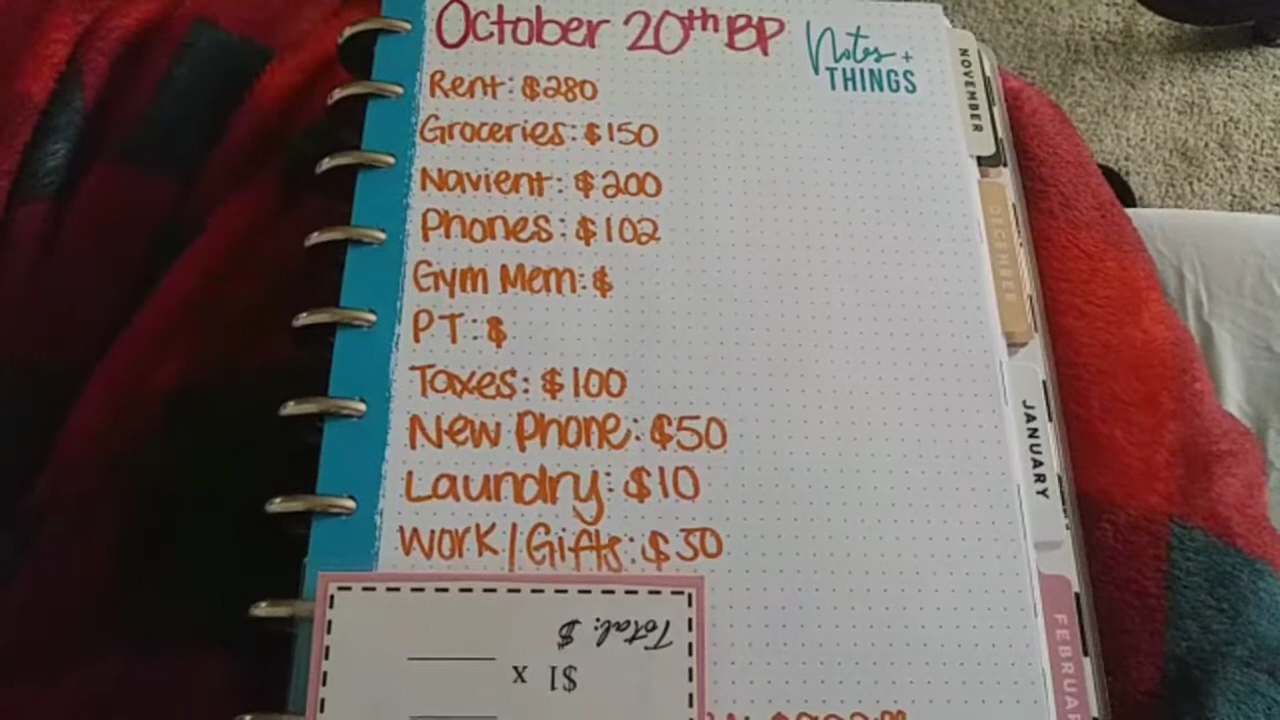 October 20th BP
Notes +
THINGS
Rent: $280
Groceries: $150
Navient: $200
Phones: $102
Gym Mem: $
PT: $
Taxes: $100
New Phone: $50
Laundry: $10
Work/Gifts: $50
Total: $
$1 x
NOVEMBER
DECEMBER
JANUARY